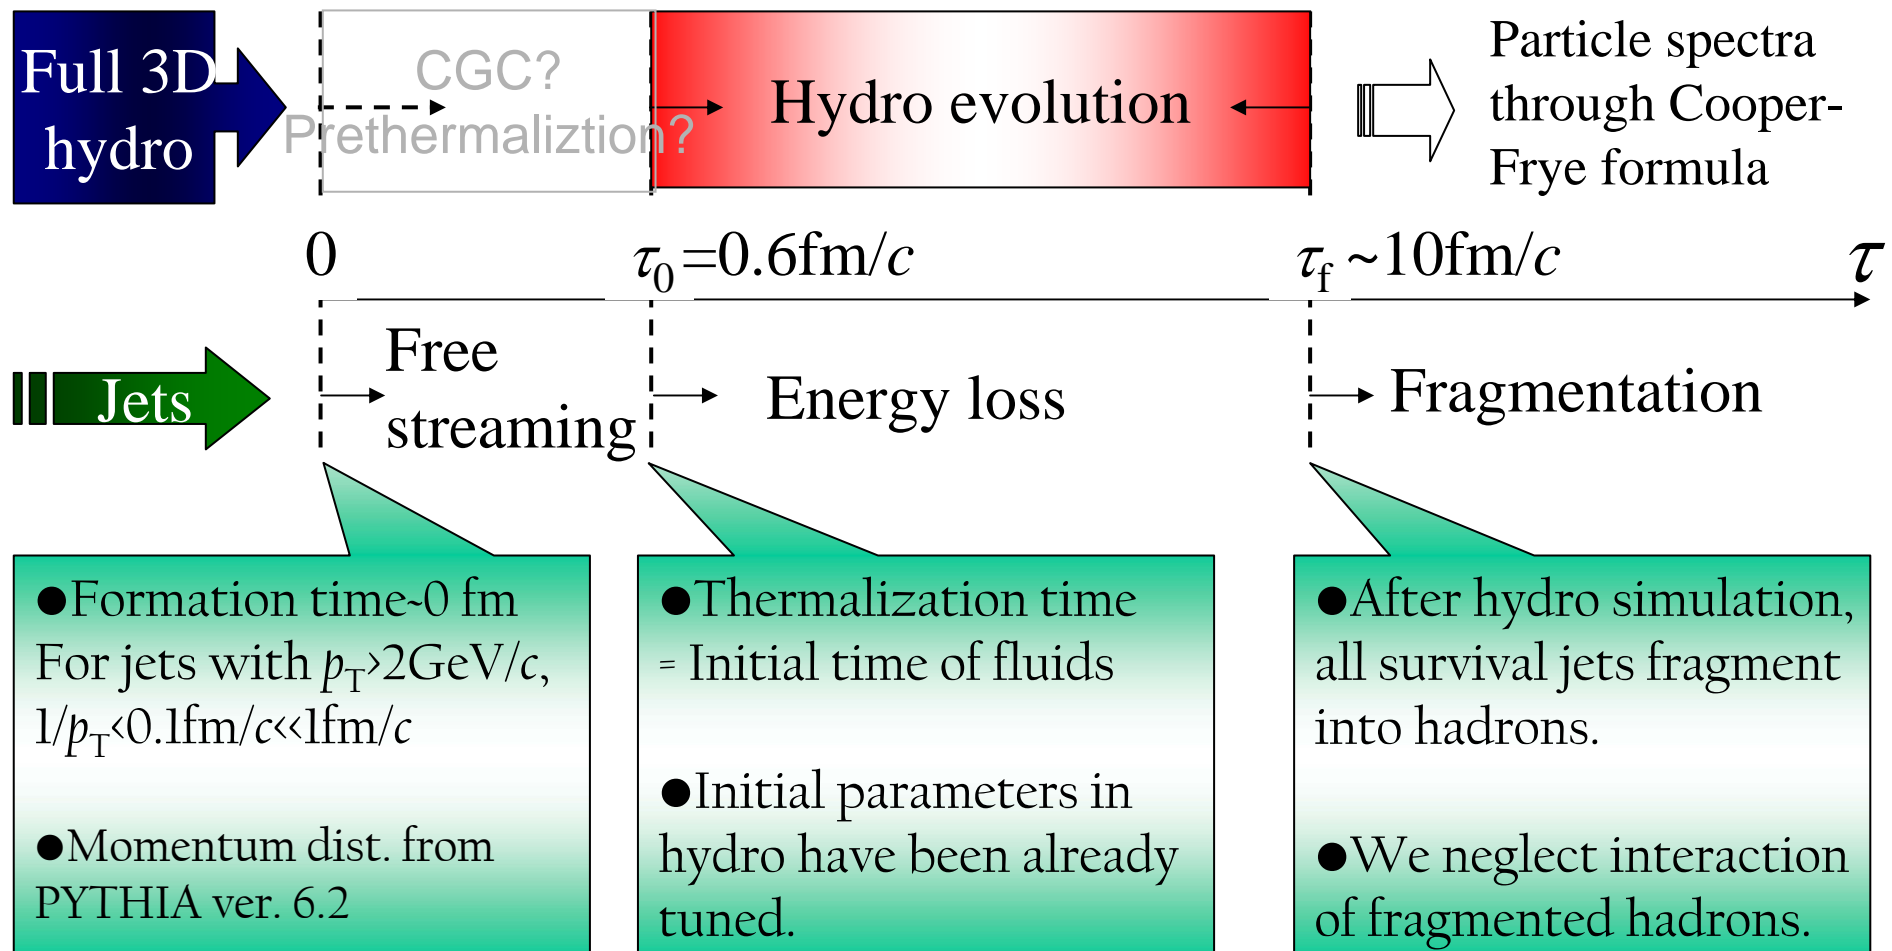 Full 3D
hydro
CGC?
Prethermaliztion?
Hydro evolution
Particle spectra
through Cooper-
Frye formula
0
τ0=0.6fm/c
τf ~10fm/c
τ
Jets
Free
streaming
Energy loss
Fragmentation
●Formation time~0 fm
For jets with pT>2GeV/c,
1/pT<0.1fm/c<<1fm/c
●Momentum dist. from
PYTHIA ver. 6.2
●Thermalization time
= Initial time of fluids
●Initial parameters in
hydro have been already
tuned.
●After hydro simulation,
all survival jets fragment
into hadrons.
●We neglect interaction
of fragmented hadrons.